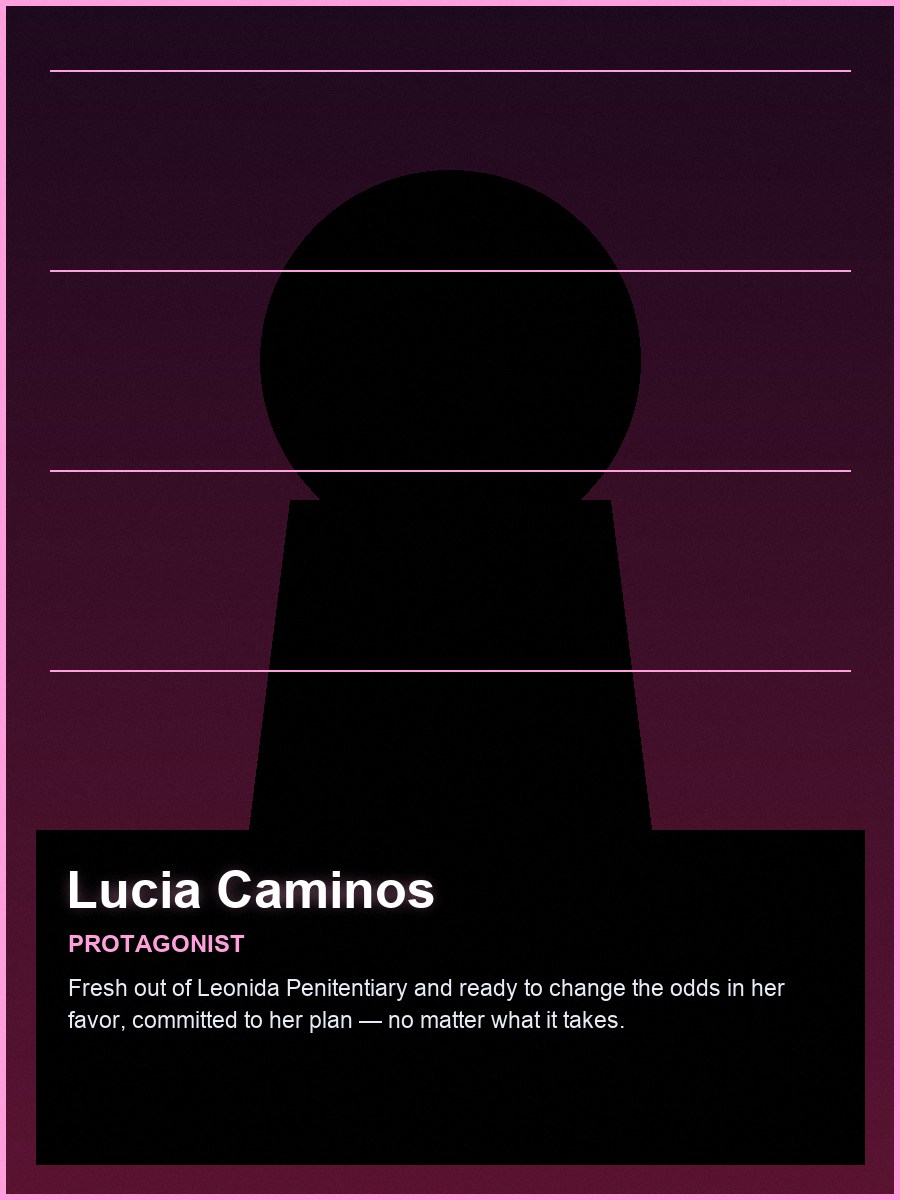 Lucia Caminos
PROTAGONIST
Fresh out of Leonida Penitentiary and ready to change the odds in her
favor, committed to her plan — no matter what it takes.